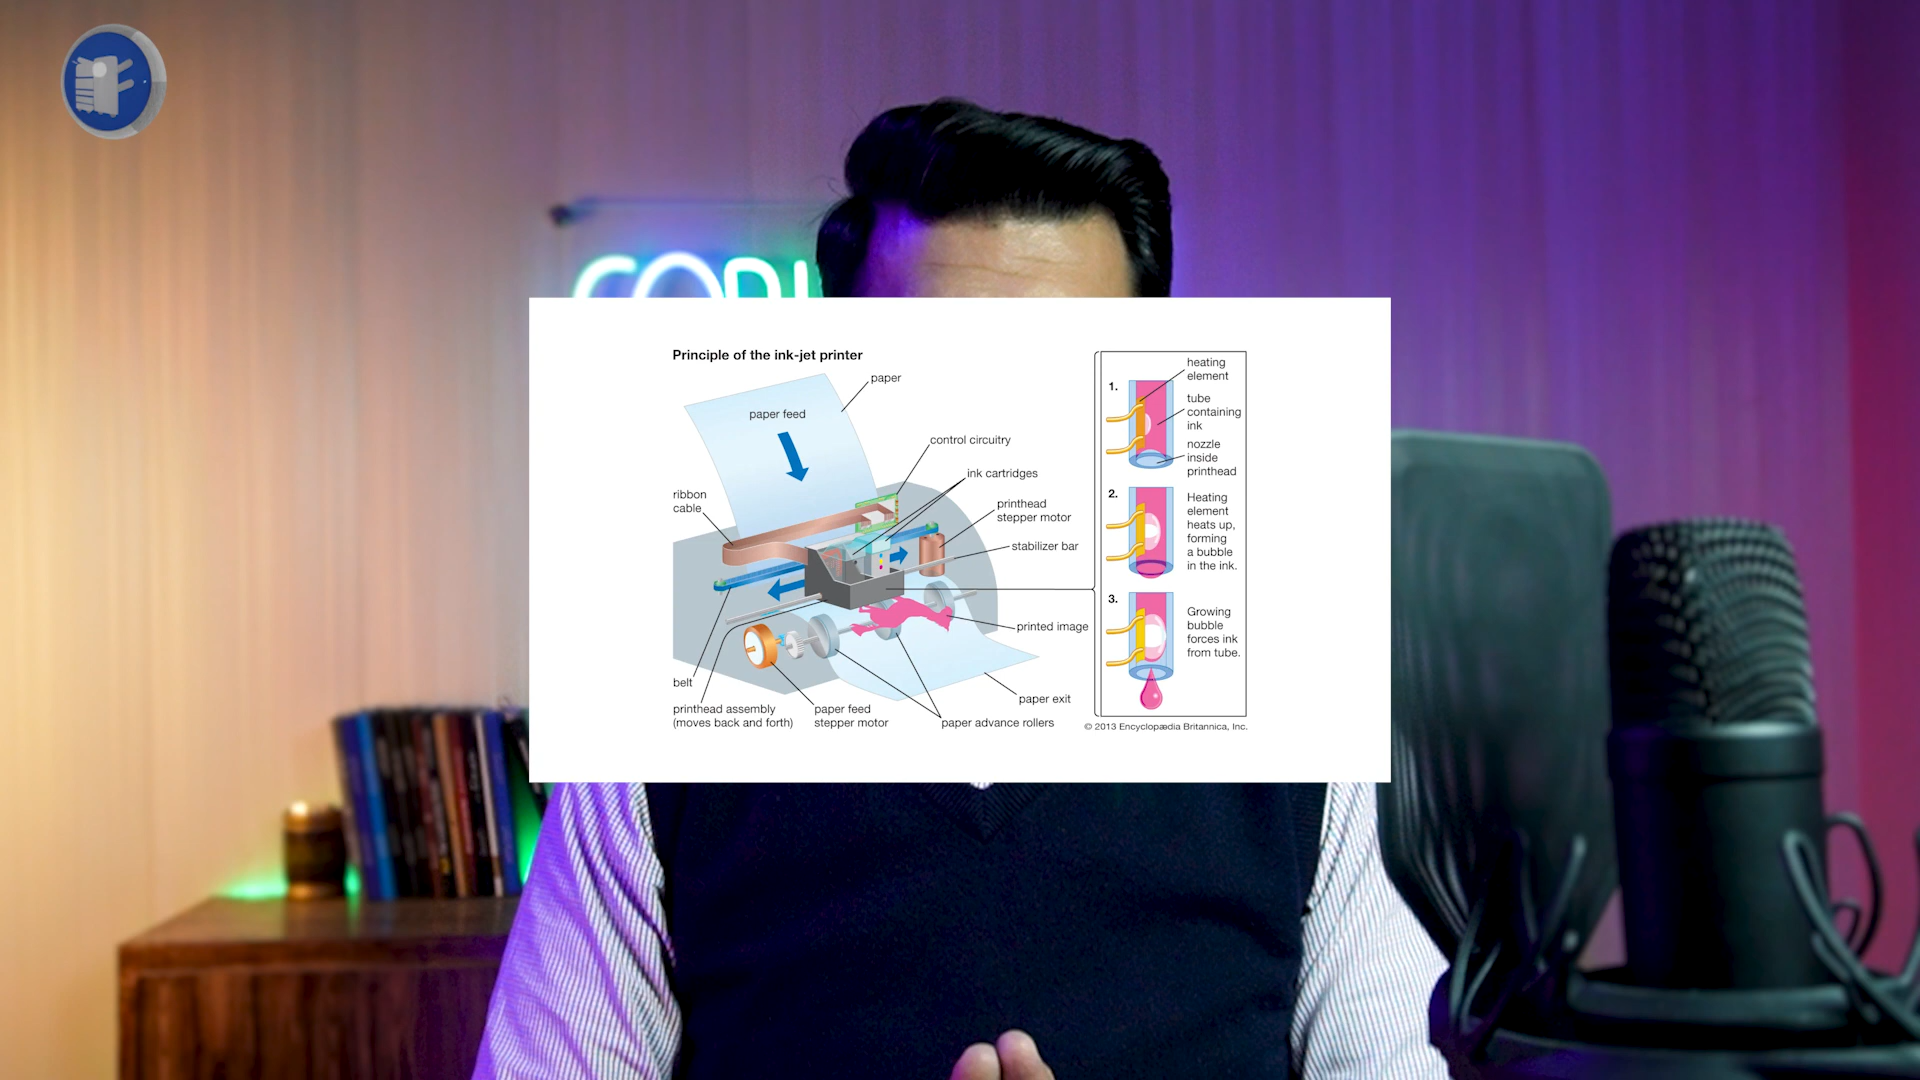 COPI
Principle of the ink-jet printer
paper
paper feed
control circuitry
ink cartridges
ribbon
cable
printhead
stepper motor
stabilizer bar
printed image
belt
printhead assembly
(moves back and forth)
paper feed
stepper motor
paper exit
paper advance rollers
1.
heating
element
tube
containing
ink
nozzle
inside
printhead
2.
Heating
element
heats up,
forming
a bubble
in the ink.
3.
Growing
bubble
forces ink
from tube.
© 2013 Encyclopædia Britannica, Inc.